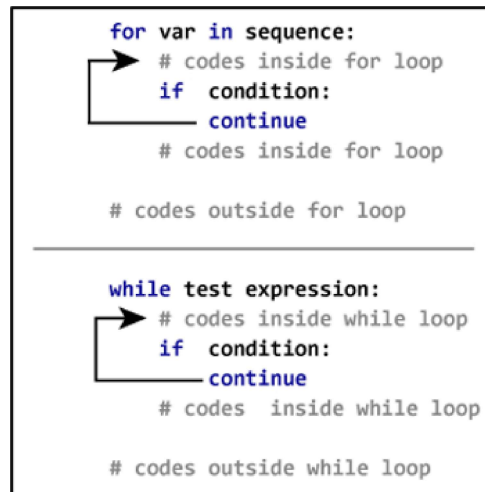 for var in sequence:
# codes inside for loop
if condition:
continue
# codes inside for loop
# codes outside for loop
while test expression:
# codes inside while loop
if condition:
continue
# codes inside while loop
# codes outside while loop